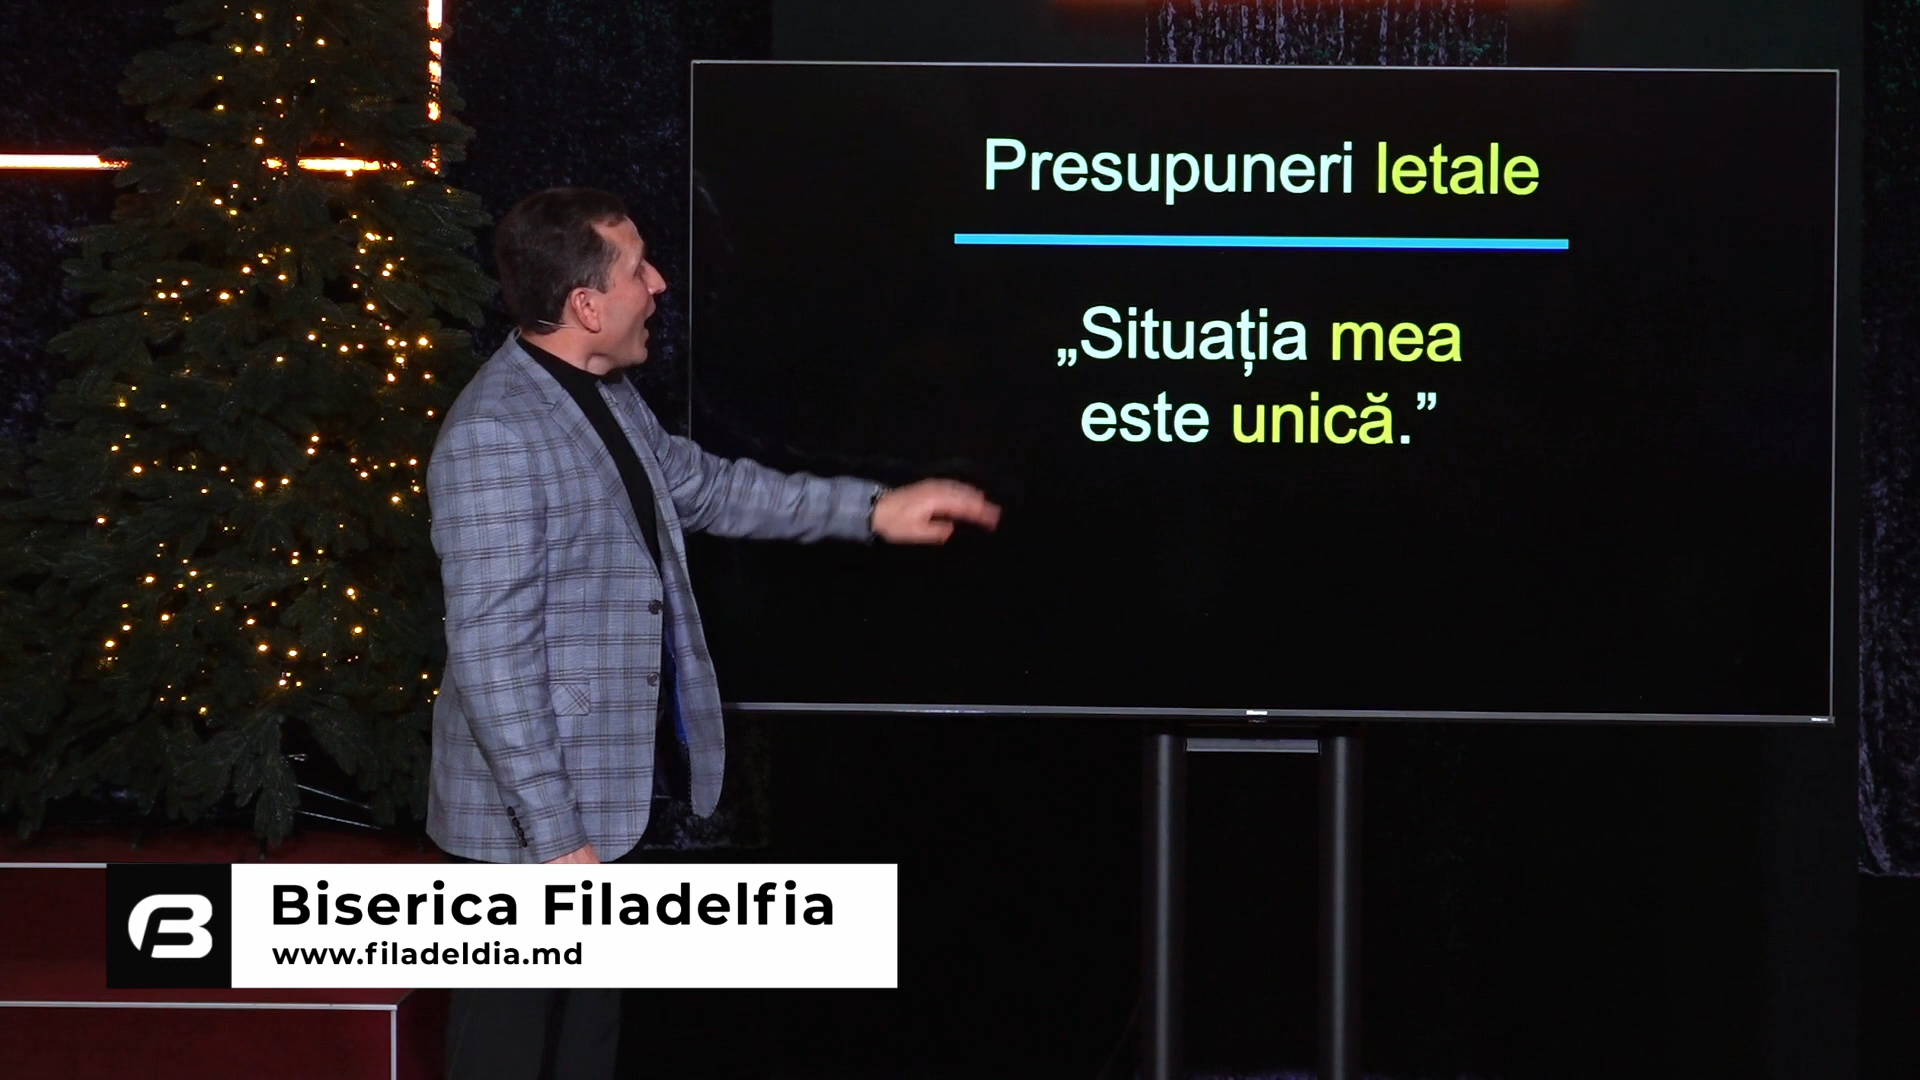 Presupuneri letale
„Situația mea
este unică.”
Biserica Filadelfia
www.filadeldia.md